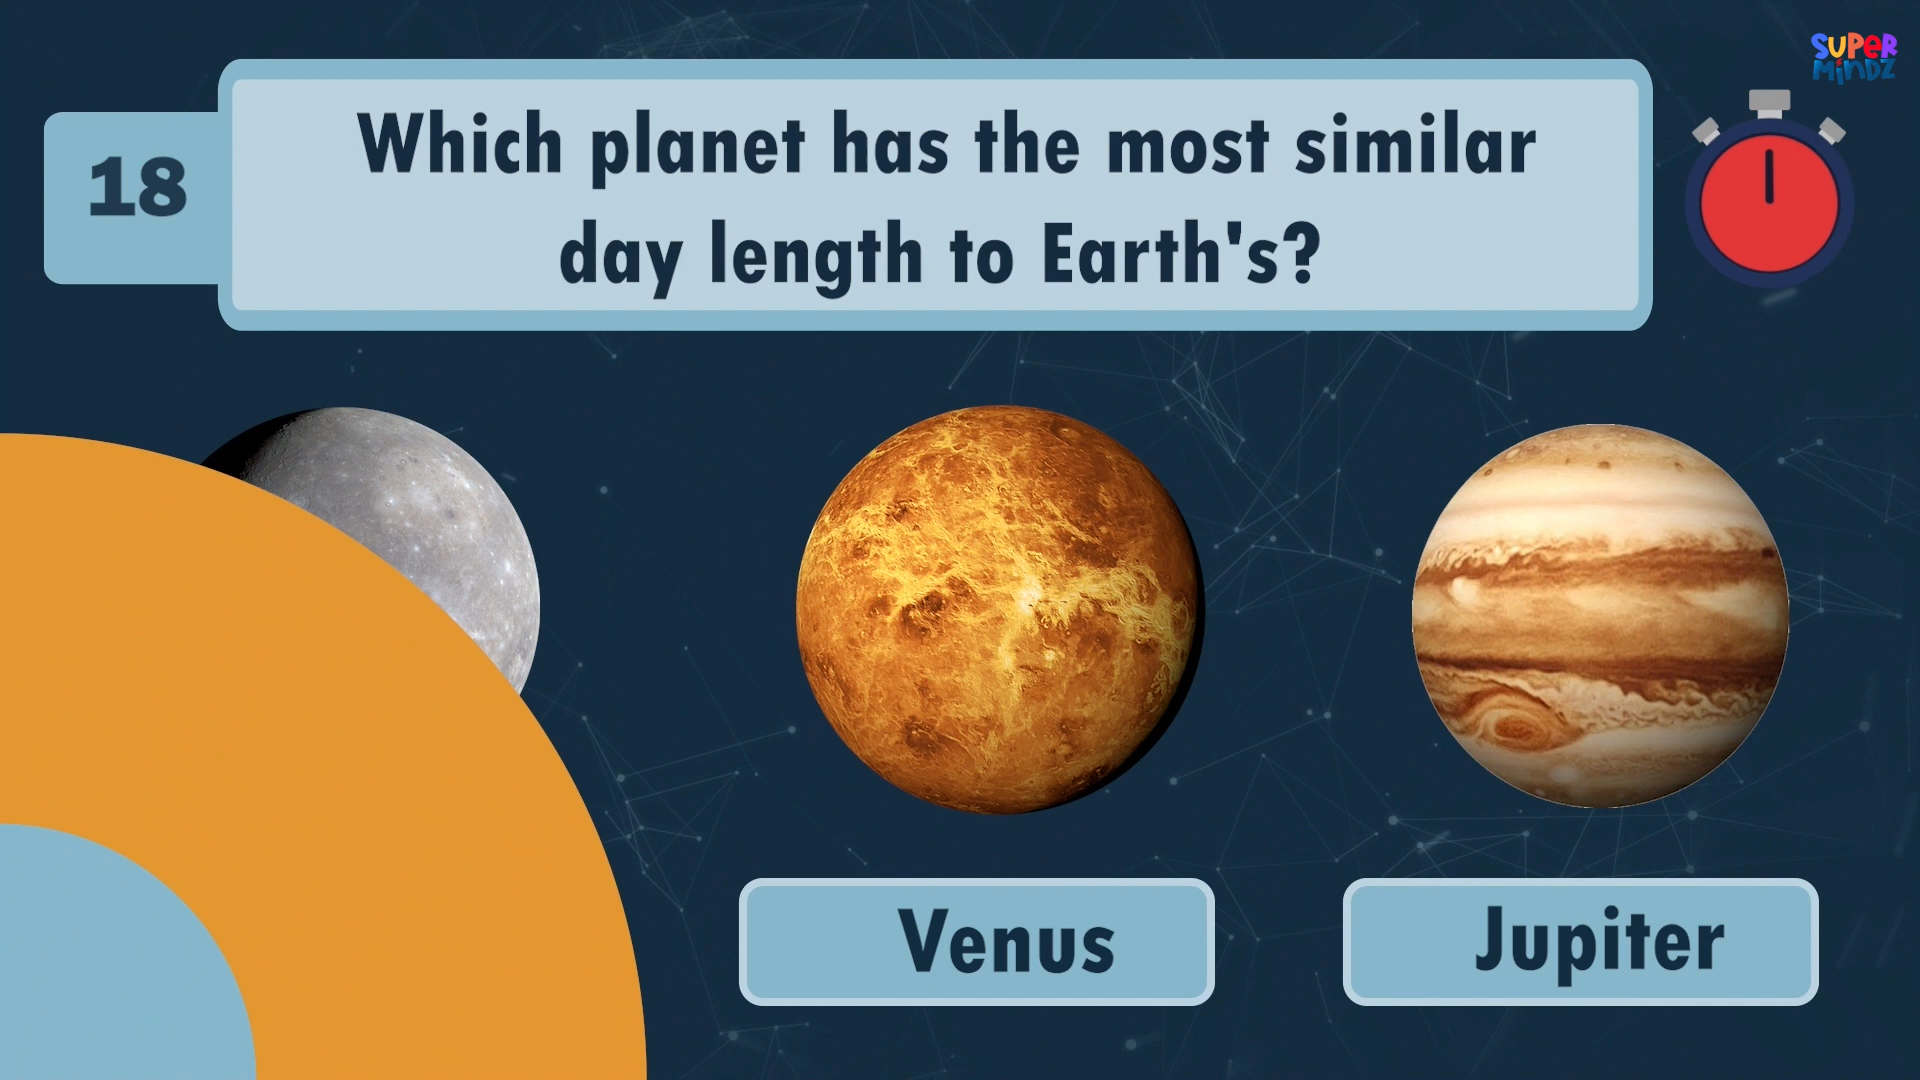 SUPER
MINDZ
18
Which planet has the most similar
day length to Earth's?
Venus
Jupiter